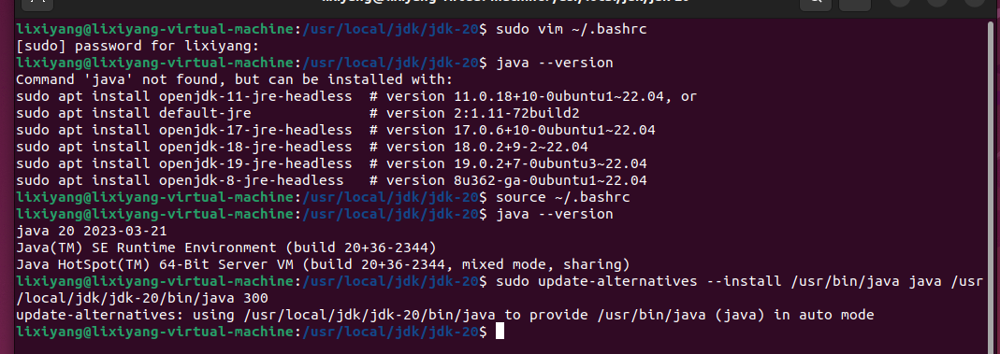 lixiyang@lixiyang-virtual-machine:/usr/local/jdk/jdk-20$ sudo vim ~/.bashrc
[sudo] password for lixiyang:
lixiyang@lixiyang-virtual-machine:/usr/local/jdk/jdk-20$ java --version
Command 'java' not found, but can be installed with:
sudo apt install openjdk-11-jre-headless  # version 11.0.18+10-0ubuntu1~22.04, or
sudo apt install default-jre              # version 2:1.11-72build2
sudo apt install openjdk-17-jre-headless  # version 17.0.6+10-0ubuntu1~22.04
sudo apt install openjdk-18-jre-headless  # version 18.0.2+9-2~22.04
sudo apt install openjdk-19-jre-headless  # version 19.0.2+7-0ubuntu3~22.04
sudo apt install openjdk-8-jre-headless   # version 8u362-ga-0ubuntu1~22.04
lixiyang@lixiyang-virtual-machine:/usr/local/jdk/jdk-20$ source ~/.bashrc
lixiyang@lixiyang-virtual-machine:/usr/local/jdk/jdk-20$ java --version
java 20 2023-03-21
Java(TM) SE Runtime Environment (build 20+36-2344)
Java HotSpot(TM) 64-Bit Server VM (build 20+36-2344, mixed mode, sharing)
lixiyang@lixiyang-virtual-machine:/usr/local/jdk/jdk-20$ sudo update-alternatives --install /usr/bin/java java /usr
/local/jdk/jdk-20/bin/java 300
update-alternatives: using /usr/local/jdk/jdk-20/bin/java to provide /usr/bin/java (java) in auto mode
lixiyang@lixiyang-virtual-machine:/usr/local/jdk/jdk-20$